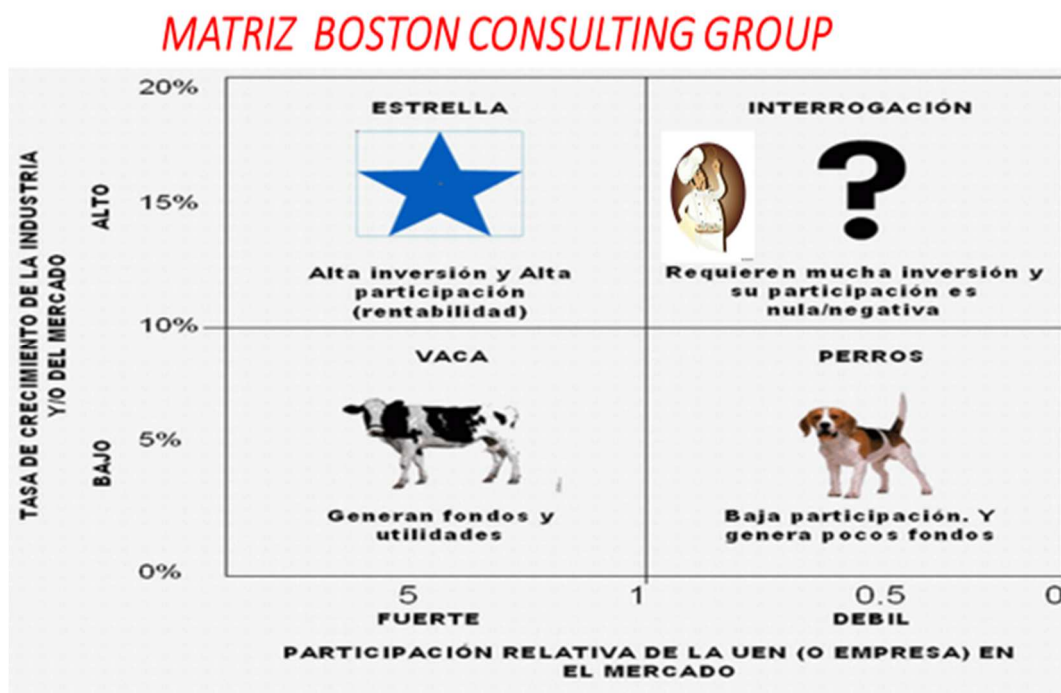 MATRIZ BOSTON CONSULTING GROUP
TASA DE CRECIMIENTO DE LA INDUSTRIA
Y/O DEL MERCADO
ALTO
BAJO
20%
15%
10%
5%
0%
ESTRELLA
Alta inversión y Alta
participación
(rentabilidad)
INTERROGACIÓN
?
Requieren mucha inversión y
su participación es
nula/negativa
VACA
Generan fondos y
utilidades
PERROS
Baja participación. Y
genera pocos fondos
5 1 0.5 0
FUERTE DEBIL
PARTICIPACIÓN RELATIVA DE LA UEN (O EMPRESA) EN
EL MERCADO